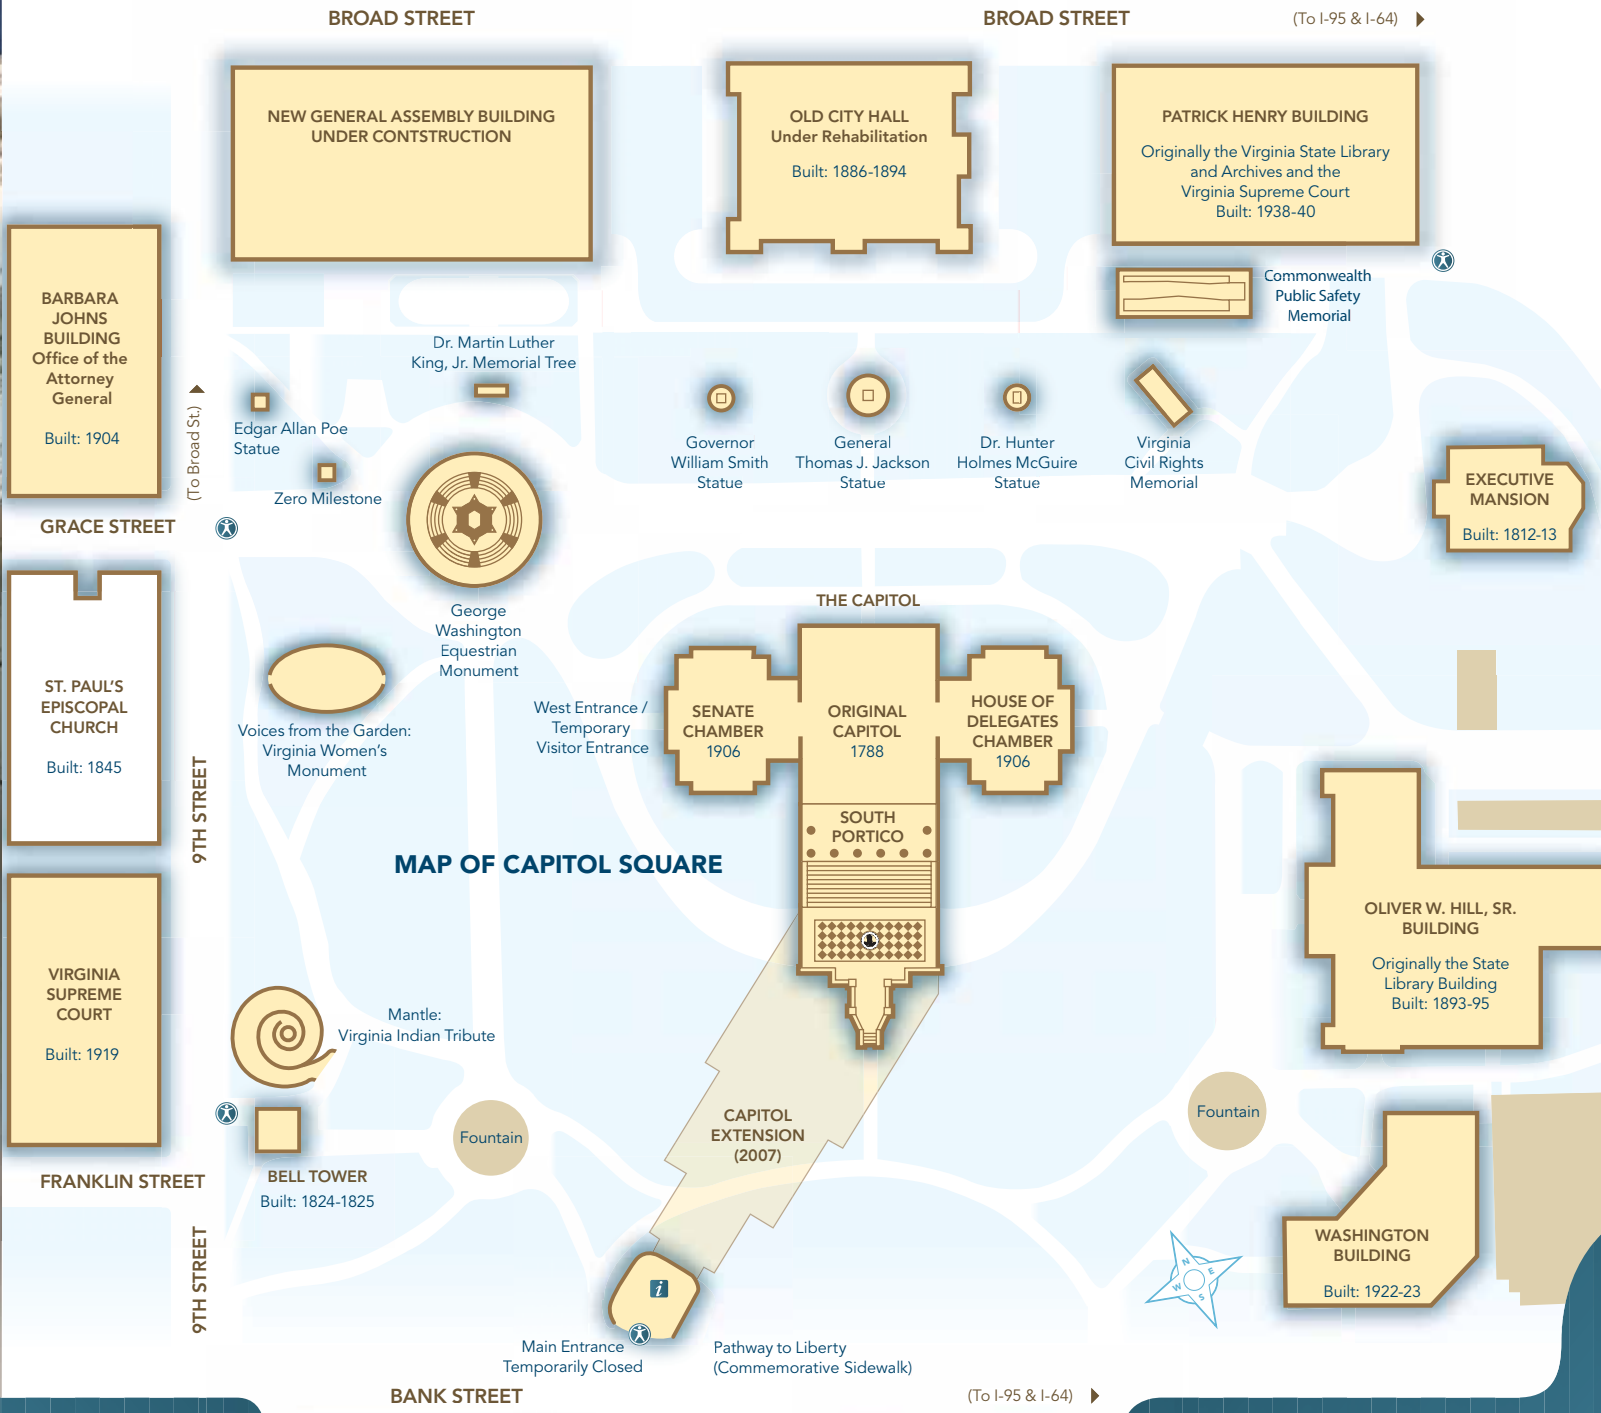 BROAD STREET
BROAD STREET
(To I-95 & I-64)
NEW GENERAL ASSEMBLY BUILDING
UNDER CONTSTRUCTION
OLD CITY HALL
Under Rehabilitation
Built: 1886-1894
PATRICK HENRY BUILDING
Originally the Virginia State Library
and Archives and the
Virginia Supreme Court
Built: 1938-40
Commonwealth
Public Safety
Memorial
BARBARA
JOHNS
BUILDING
Office of the
Attorney
General
Built: 1904
(To Broad St.)
Dr. Martin Luther
King, Jr. Memorial Tree
Edgar Allan Poe
Statue
Zero Milestone
Governor
William Smith
Statue
General
Thomas J. Jackson
Statue
Dr. Hunter
Holmes McGuire
Statue
Virginia
Civil Rights
Memorial
EXECUTIVE
MANSION
Built: 1812-13
GRACE STREET
George
Washington
Equestrian
Monument
THE CAPITOL
ST. PAUL'S
EPISCOPAL
CHURCH
Built: 1845
Voices from the Garden:
Virginia Women's
Monument
West Entrance /
Temporary
Visitor Entrance
SENATE
CHAMBER
1906
ORIGINAL
CAPITOL
1788
HOUSE OF
DELEGATES
CHAMBER
1906
SOUTH
PORTICO
9TH STREET
MAP OF CAPITOL SQUARE
OLIVER W. HILL, SR.
BUILDING
Originally the State
Library Building
Built: 1893-95
VIRGINIA
SUPREME
COURT
Built: 1919
Mantle:
Virginia Indian Tribute
Fountain
Fountain
CAPITOL
EXTENSION
(2007)
FRANKLIN STREET
BELL TOWER
Built: 1824-1825
9TH STREET
N
E
W
S
WASHINGTON
BUILDING
Built: 1922-23
i
Main Entrance
Temporarily Closed
Pathway to Liberty
(Commemorative Sidewalk)
BANK STREET
(To I-95 & I-64)